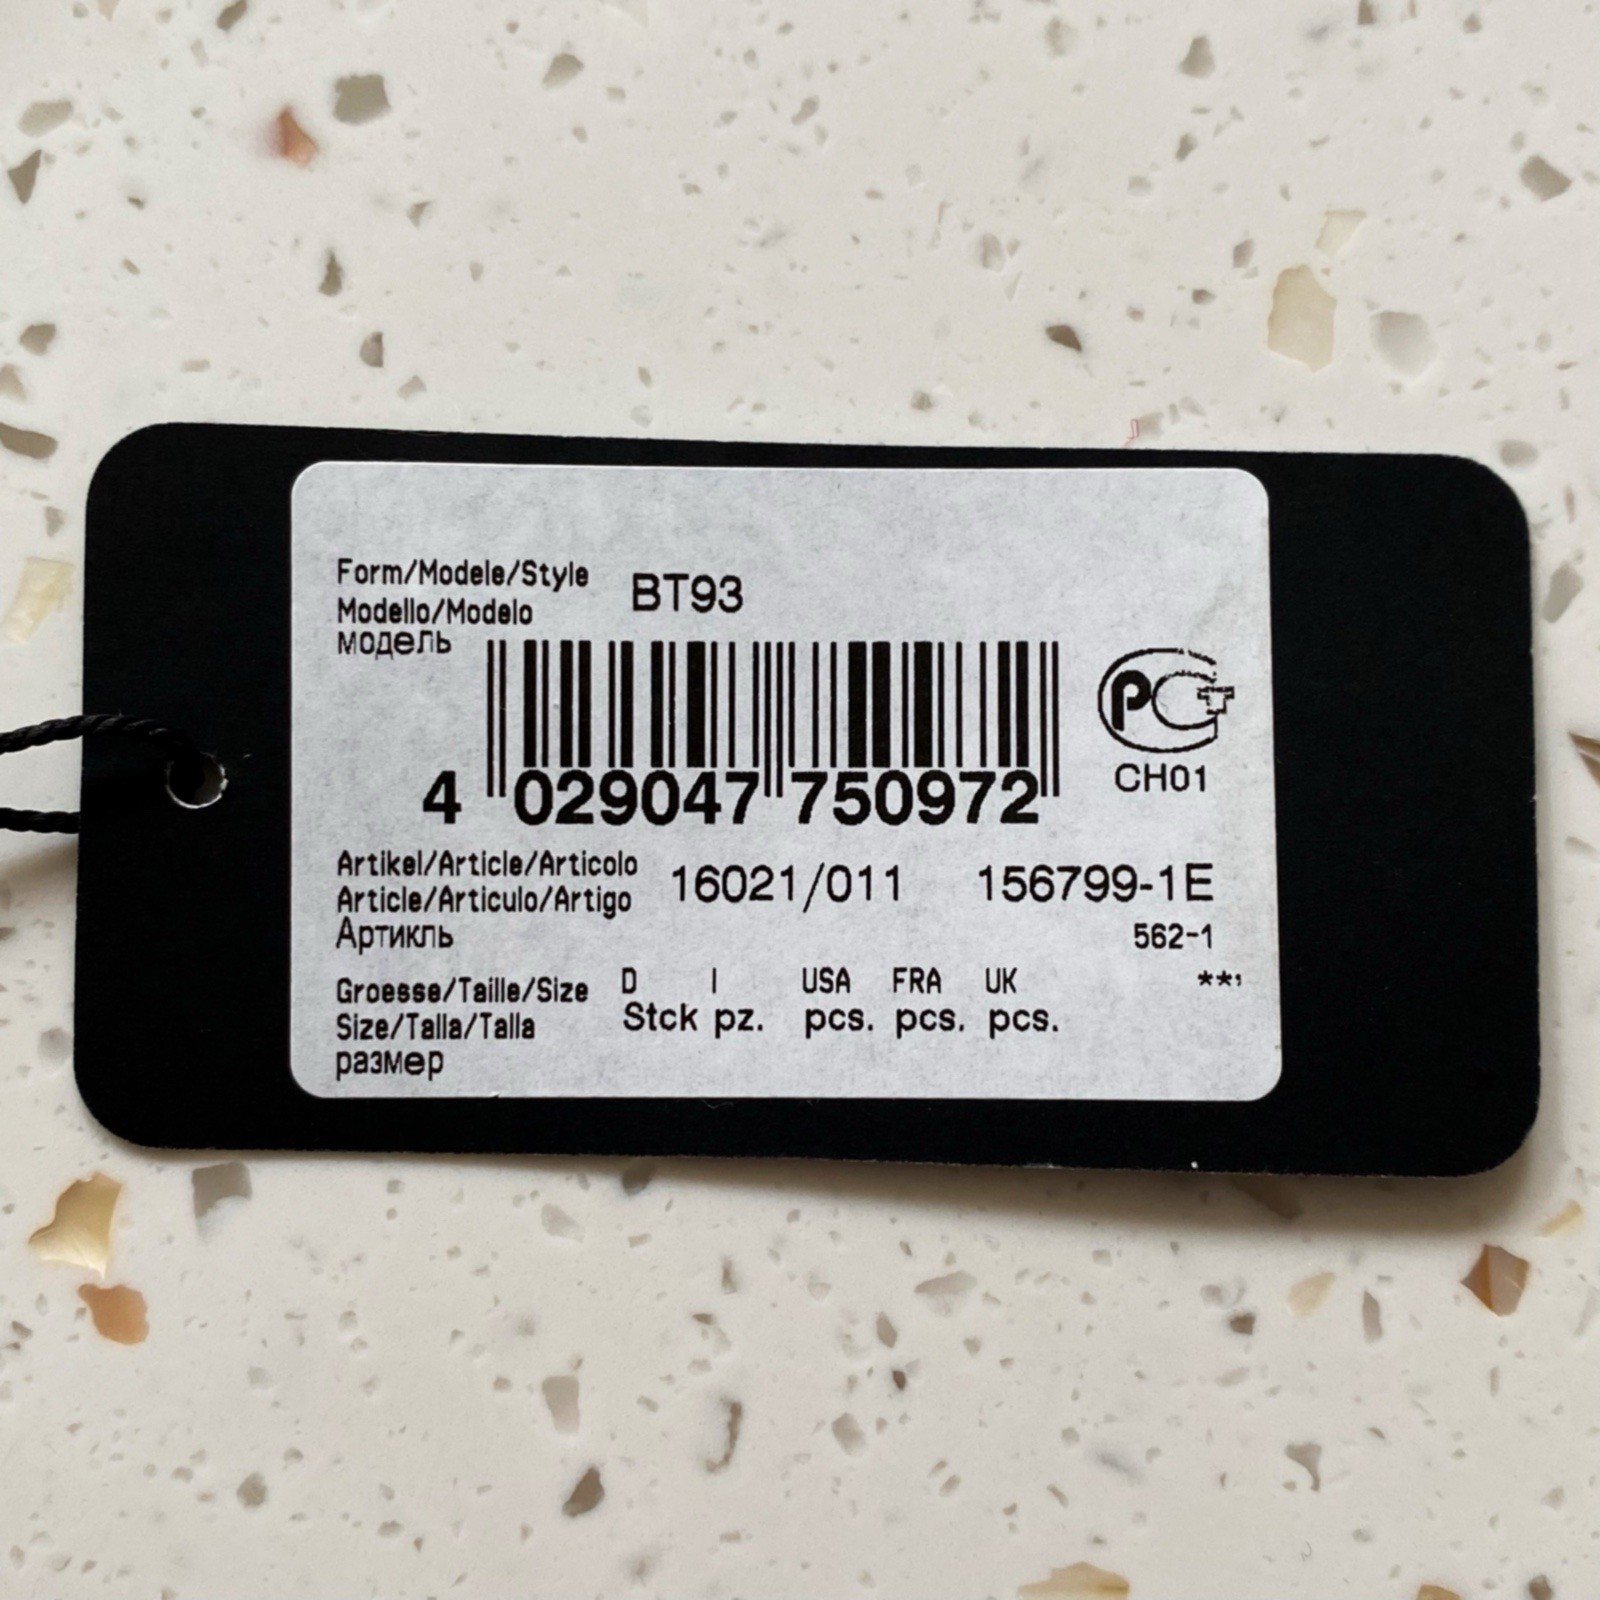 Form/Modele/Style BT93
Modello/Modelo
модель
4 029047 750972
РСТ
CH01
Artikel/Article/Articolo 16021/011 156799-1E
Article/Articulo/Artigo
Артикль 562-1
Groesse/Taille/Size D I USA FRA UK **,
Size/Talla/Talla Stck pz. pcs. pcs. pcs.
размер